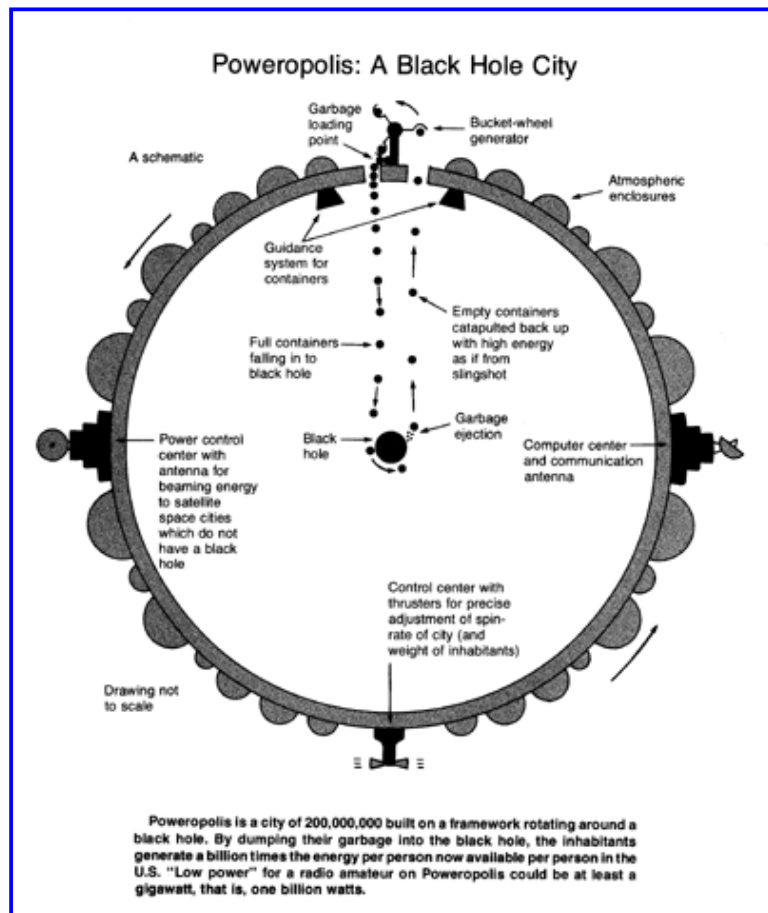 Poweropolis: A Black Hole City
Garbage
loading
point
Bucket-wheel
generator
A schematic
Atmospheric
enclosures
Guidance
system for
containers
Full containers
falling in to
black hole
Empty containers
catapulted back up
with high energy
as if from
slingshot
Black
hole
Garbage
ejection
Power control
center with
antenna for
beaming energy
to satellite
space cities
which do not
have a black
hole
Computer center
and communication
antenna
Control center with
thrusters for precise
adjustment of spin-
rate of city (and
weight of inhabitants)
Drawing not
to scale
Poweropolis is a city of 200,000,000 built on a framework rotating around a
black hole. By dumping their garbage into the black hole, the inhabitants
generate a billion times the energy per person now available per person in the
U.S. "Low power" for a radio amateur on Poweropolis could be at least a
gigawatt, that is, one billion watts.